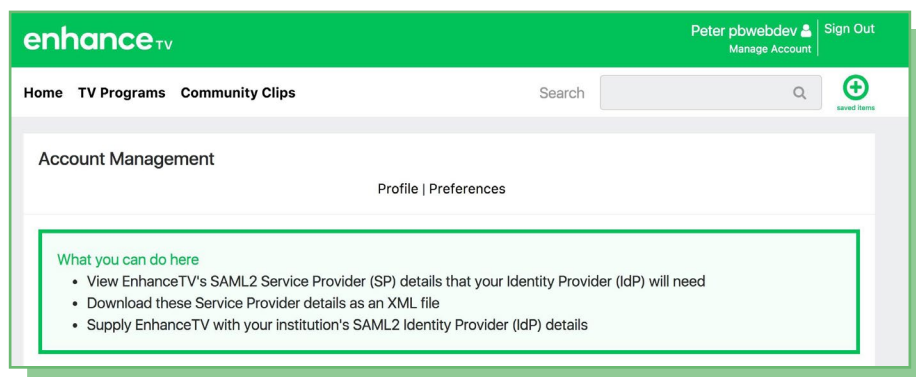 enhanceTV
Peter pbwebdev
Sign Out
Manage Account
Home TV Programs Community Clips
Search
saved items
Account Management
Profile | Preferences
What you can do here
• View EnhanceTV's SAML2 Service Provider (SP) details that your Identity Provider (IdP) will need
• Download these Service Provider details as an XML file
• Supply EnhanceTV with your institution's SAML2 Identity Provider (IdP) details